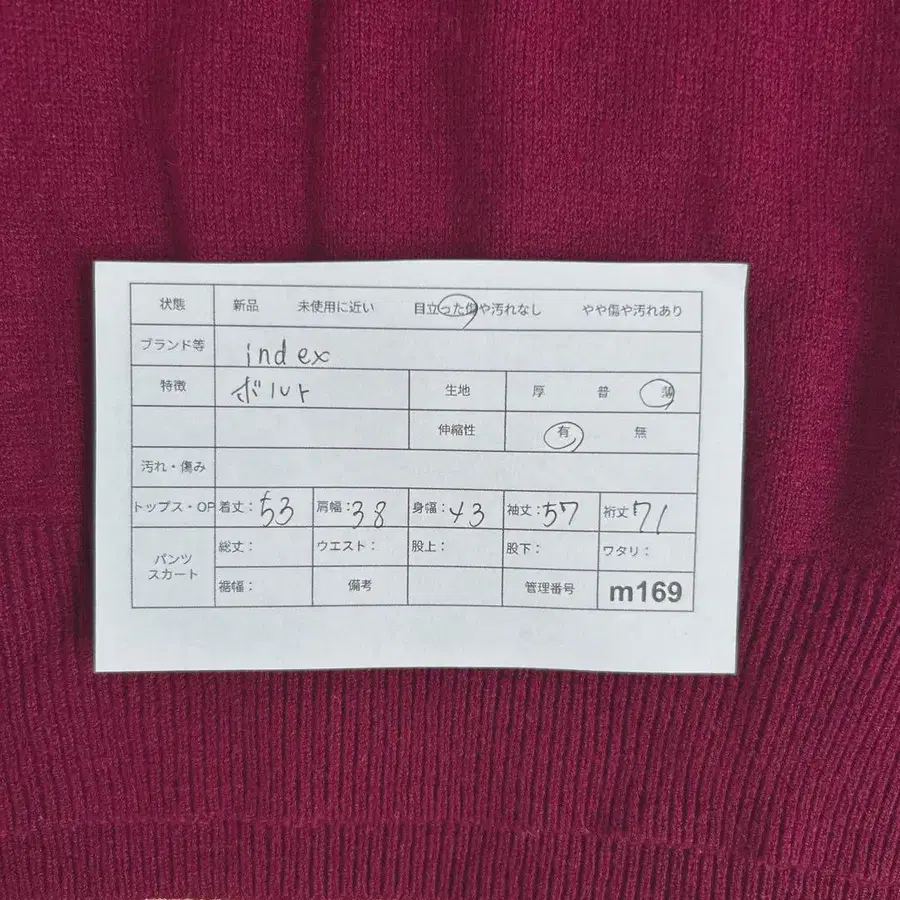 状態 新品 未使用に近い 目立った傷や汚れなし やや傷や汚れあり
ブランド等 index
特徴 ボルト 生地 厚 普 薄
伸縮性 有 無
汚れ・傷み
トップス・OP 着丈:53 肩幅:38 身幅:43 袖丈:57 裄丈 71
パンツ スカート 総丈: ウエスト: 股上: 股下: ワタリ:
裾幅: 備考 管理番号 m169